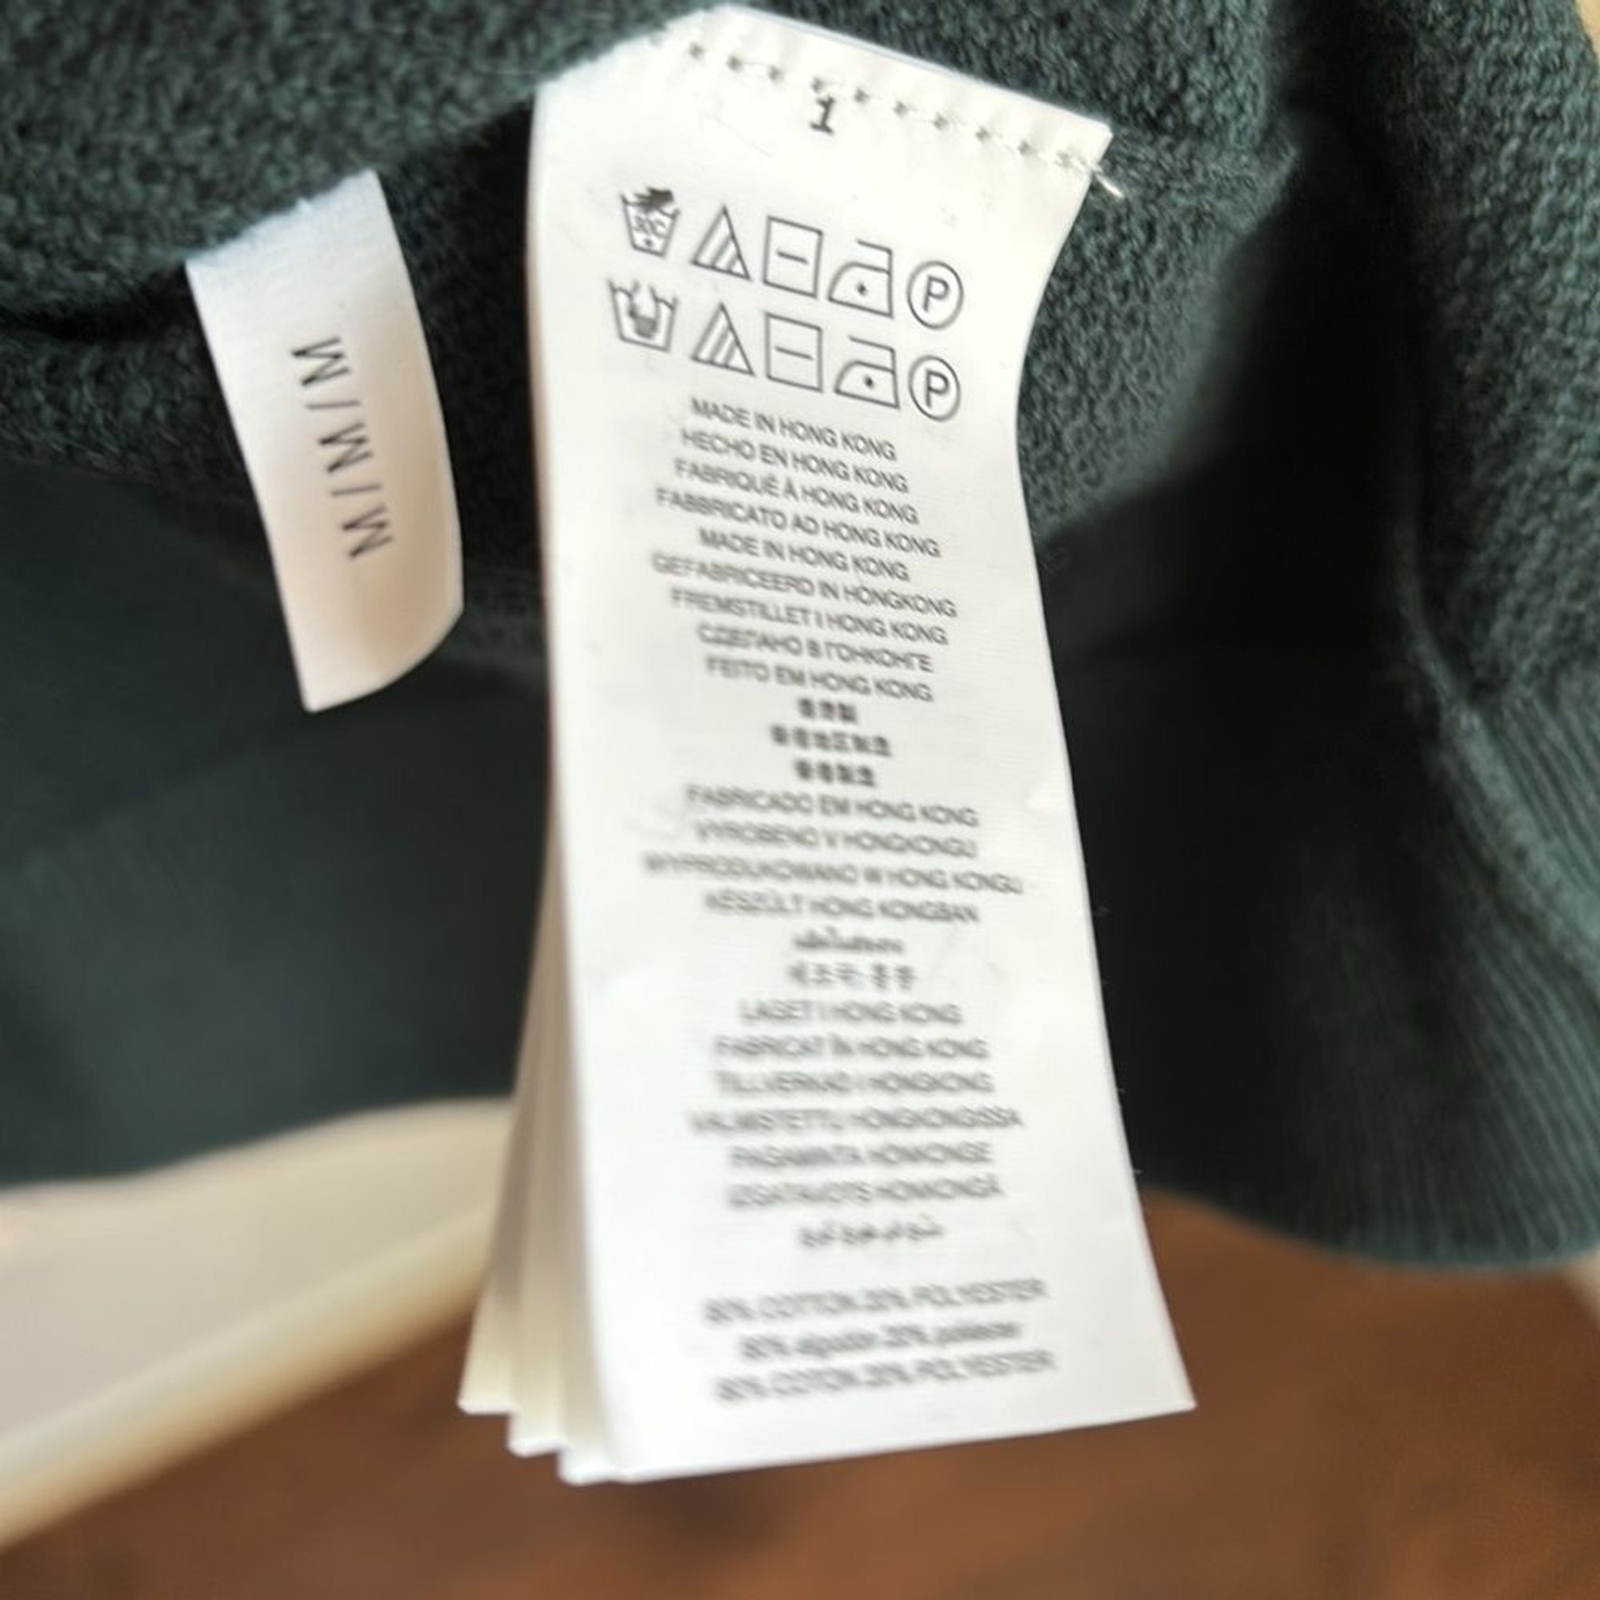 M/M/M
1
30°C
P
P
MADE IN HONG KONG
HECHO EN HONG KONG
FABRIQUÉ À HONG KONG
FABBRICATO AD HONG KONG
MADE IN HONG KONG
GEFABRICEERD IN HONGKONG
FREMSTILLET I HONG KONG
СДЕЛАНО В ГОНКОНГЕ
FEITO EM HONG KONG
FABRICADO EM HONG KONG
VYROBENO V HONGKONGU
WYPRODUKOWANO W HONG KONGU
KÉSZÜLT HONG KONGBAN
LAGET I HONG KONG
FABRICAT ÎN HONG KONG
TILLVERKAD I HONGKONG
VALMISTETTU HONGKONGISSA
PAGAMINTA HONKONGE
IZGATAVOTS HONKONGĀ
80% COTTON 20% POLYESTER
80% algodón 20% poliéster
80% COTON 20% POLYESTER